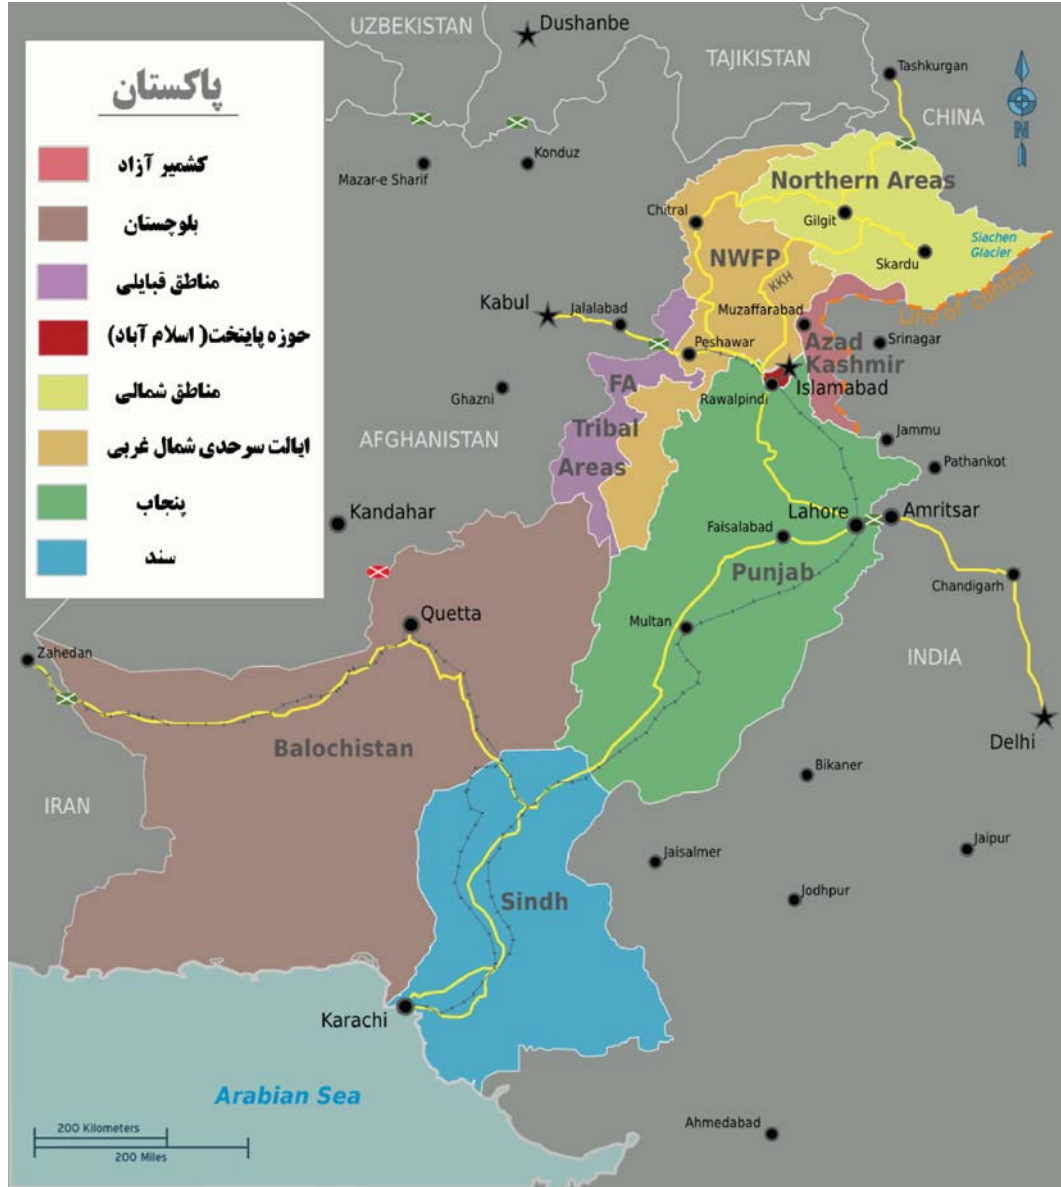 UZBEKISTAN
Dushanbe
TAJIKISTAN
Tashkurgan
CHINA
N
پاکستان
کشمیر آزاد
بلوچستان
مناطق قبایلی
حوزه پایتخت( اسلام آباد)
مناطق شمالی
ایالت سرحدی شمال غربی
پنجاب
سند
Mazar-e Sharif
Konduz
Northern Areas
Chitral
Gilgit
Siachen
Glacier
Skardu
NWFP
KKH
Line of control
Kabul
Jalalabad
Muzaffarabad
Peshawar
Azad
Kashmir
Srinagar
Islamabad
Rawalpindi
Ghazni
FA
Tribal
Areas
AFGHANISTAN
Jammu
Pathankot
Kandahar
Lahore
Amritsar
Faisalabad
Punjab
Chandigarh
Quetta
Multan
Zahedan
INDIA
Delhi
Balochistan
Bikaner
IRAN
Jaisalmer
Jaipur
Jodhpur
Sindh
Karachi
Arabian Sea
Ahmedabad
200 Kilometers
200 Miles